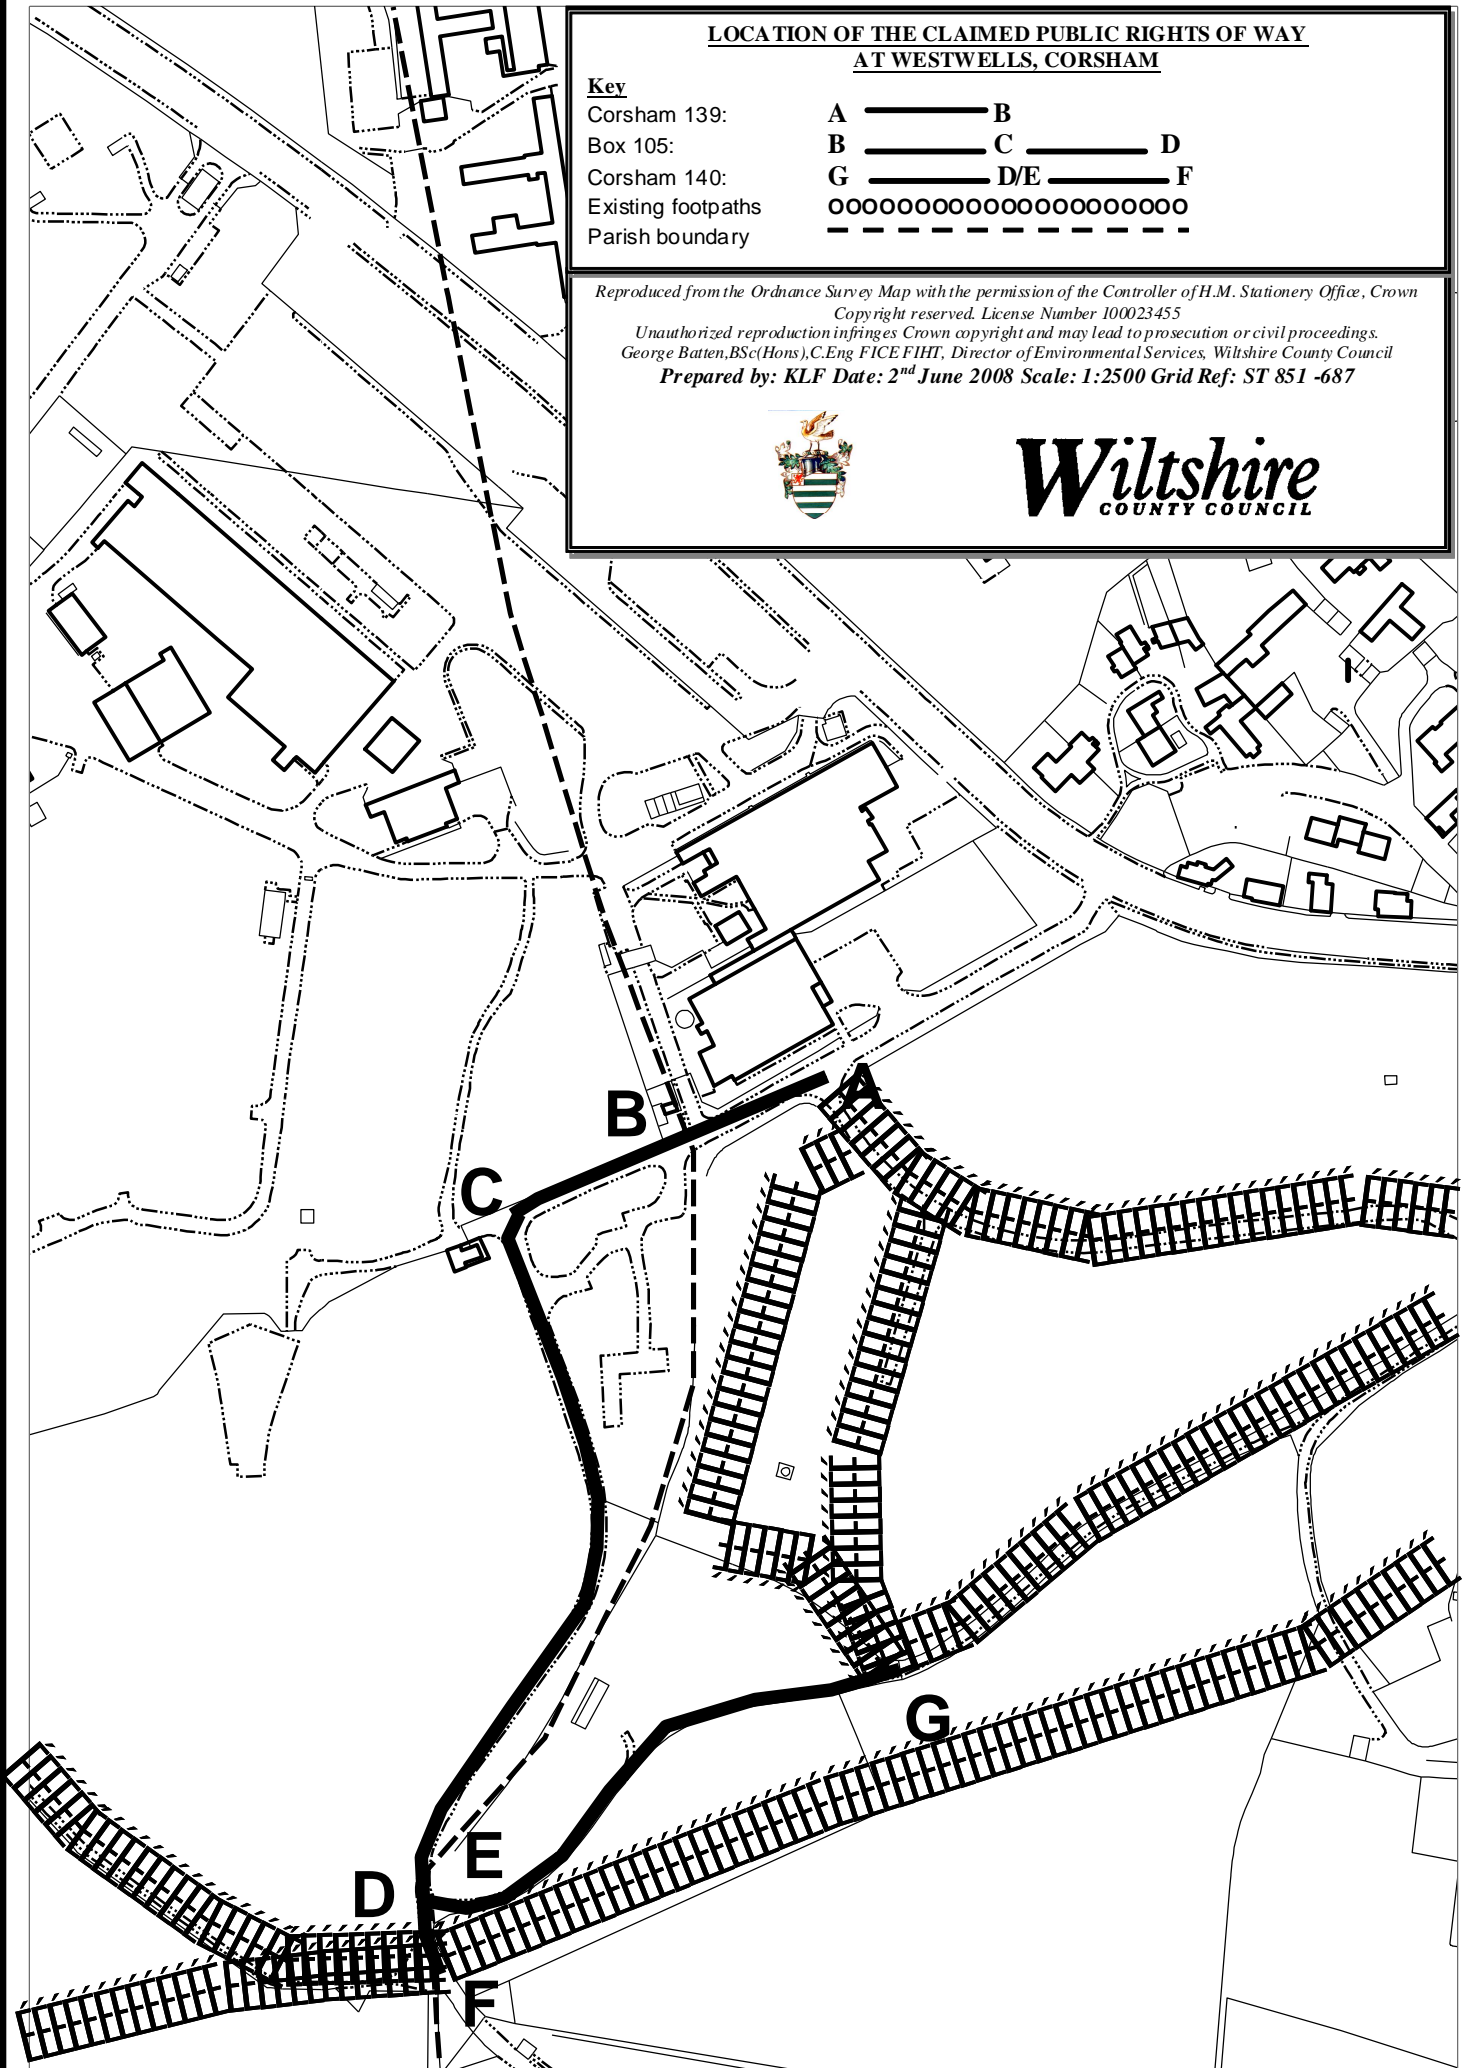 LOCATION OF THE CLAIMED PUBLIC RIGHTS OF WAY
AT WESTWELLS, CORSHAM
Key
Corsham 139: A B
Box 105: B C D
Corsham 140: G D/E F
Existing footpaths OOOOOOOOOOOOOOOOOOOOO
Parish boundary
Reproduced from the Ordnance Survey Map with the permission of the Controller of H.M. Stationery Office, Crown
Copyright reserved. License Number 100023455
Unauthorized reproduction infringes Crown copyright and may lead to prosecution or civil proceedings.
George Batten,BSc(Hons),C.Eng FICE FIHT, Director of Environmental Services, Wiltshire County Council
Prepared by: KLF Date: 2nd June 2008 Scale: 1:2500 Grid Ref: ST 851 -687
Wiltshire
COUNTY COUNCIL
A
B
C
G
E
D
F